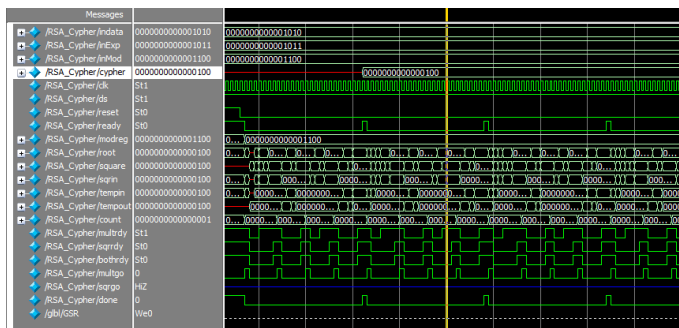 Messages
/RSA_Cypher/indata 0000000000001010 0000000000001010
/RSA_Cypher/inExp 0000000000001011 0000000000001011
/RSA_Cypher/inMod 0000000000001100 0000000000001100
/RSA_Cypher/cypher 0000000000000100 0000000000000100
/RSA_Cypher/clk St1
/RSA_Cypher/ds St1
/RSA_Cypher/reset St0
/RSA_Cypher/ready St0
/RSA_Cypher/modreg 0000000000001100 0... 0000000000001100
/RSA_Cypher/root 0000000000000100
/RSA_Cypher/square 0000000000000100
/RSA_Cypher/sqrin 0000000000000100
/RSA_Cypher/tempin 0000000000000100
/RSA_Cypher/tempout 0000000000000100
/RSA_Cypher/count 0000000000000001
/RSA_Cypher/multrdy St1
/RSA_Cypher/sqrrdy St0
/RSA_Cypher/bothrdy St0
/RSA_Cypher/multgo 0
/RSA_Cypher/sqrgo HiZ
/RSA_Cypher/done 0
/glbl/GSR We0